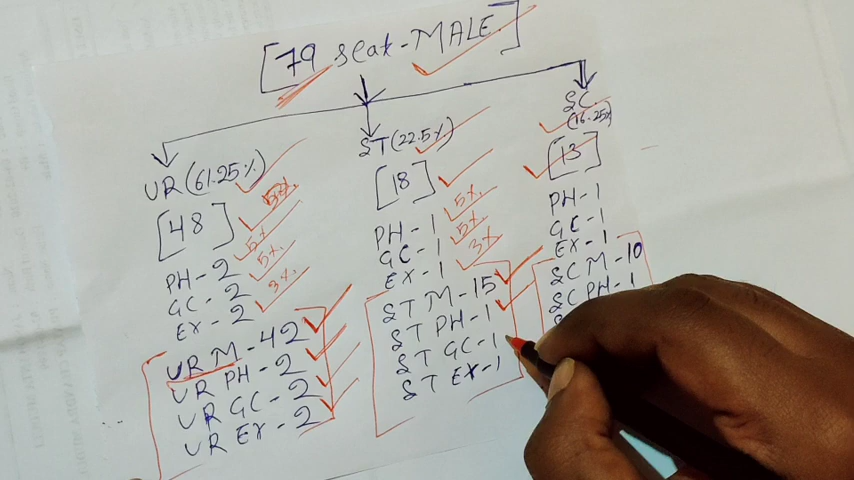 [79 Seat-MALE]
UR (61.25%)
[48]
5%
5%
3%
PH-2
GC-2
EX-2
UR M-42
UR PH-2
UR GC-2
UR EX-2
ST (22.5%)
[18]
5%
5%
3%
PH-1
GC-1
EX-1
ST M-15
ST PH-1
ST GC-1
ST EX-1
SC
(16.25%)
[13]
PH-1
GC-1
EX-1
SC M-10
SC PH-1